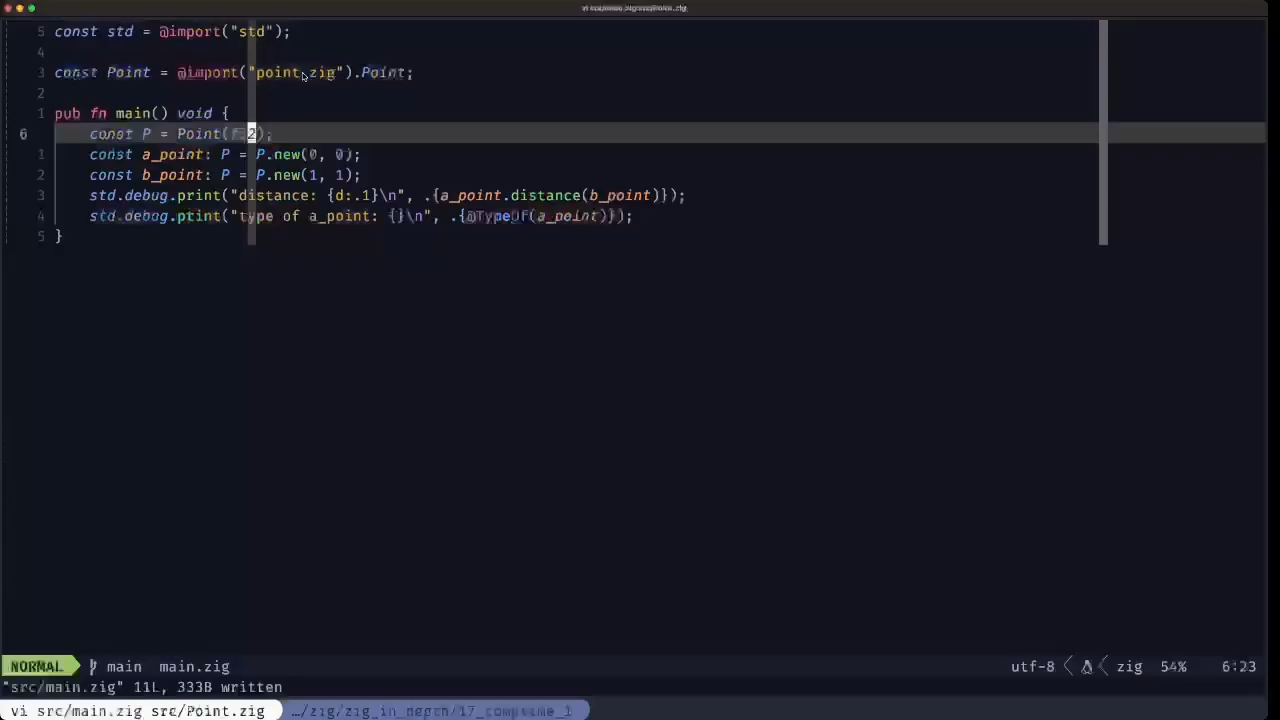 5 const std = @import("std");
4
3 const Point = @import("point.zig").Point;
2
1 pub fn main() void {
6 const P = Point( 2);
1 const a_point: P = P.new(0, 0);
2 const b_point: P = P.new(1, 1);
3 std.debug.print("distance: {d:.1}\n", .{a_point.distance(b_point)});
4 std.debug.print("type of a_point: {}\n", .{@TypeOf(a_point)});
5 }
NORMAL main main.zig utf-8 zig 54% 6:23
"src/main.zig" 11L, 333B written
vi src/main.zig src/Point.zig …/zig/zig_in_depth/17_comptime_1